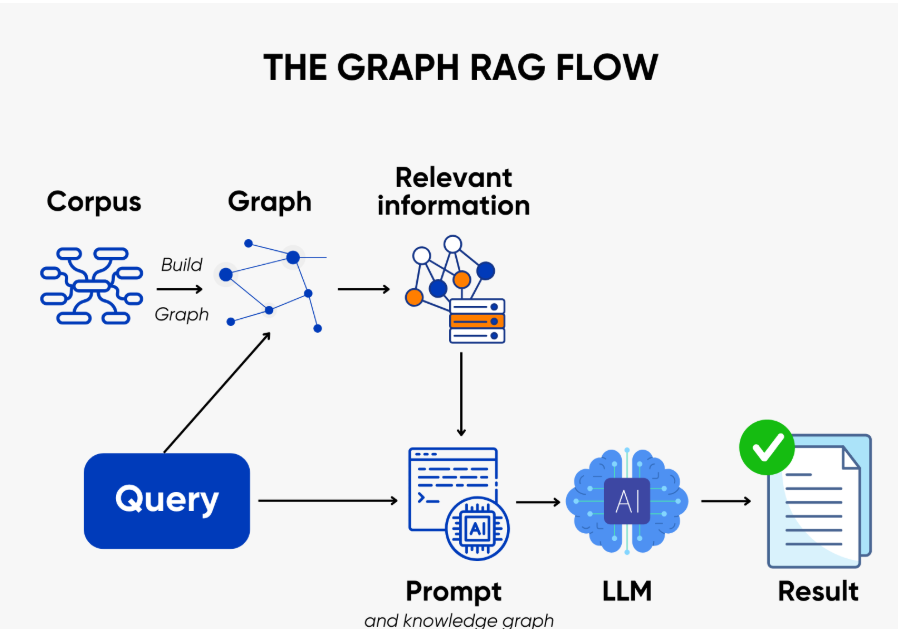 THE GRAPH RAG FLOW
Corpus
Graph
Relevant
information
Build
Graph
Query
AI
AI
Prompt
and knowledge graph
LLM
Result